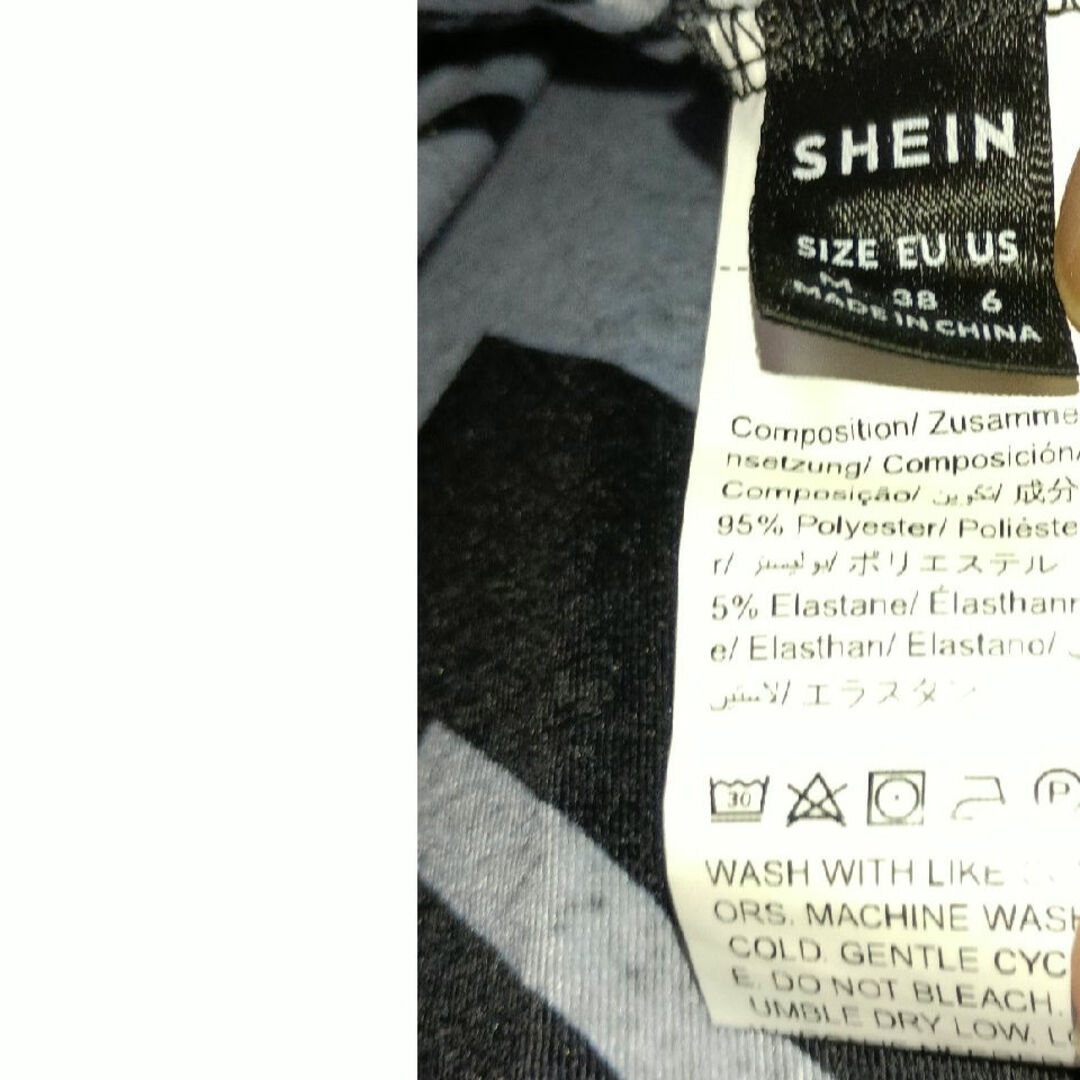 SHEIN
SIZE EU US
M 38 6
MADE IN CHINA
Composition/ Zusamme
nsetzung/ Composición/
Composição/ تكوين/ 成分
95% Polyester/ Poliéste
r/ ポリエステル
5% Elastane/ Élasthann
e/ Elasthan/ Elastano/
エラスタン
30
P
WASH WITH LIKE
ORS. MACHINE WASH
COLD. GENTLE CYC
E. DO NOT BLEACH.
UMBLE DRY LOW.